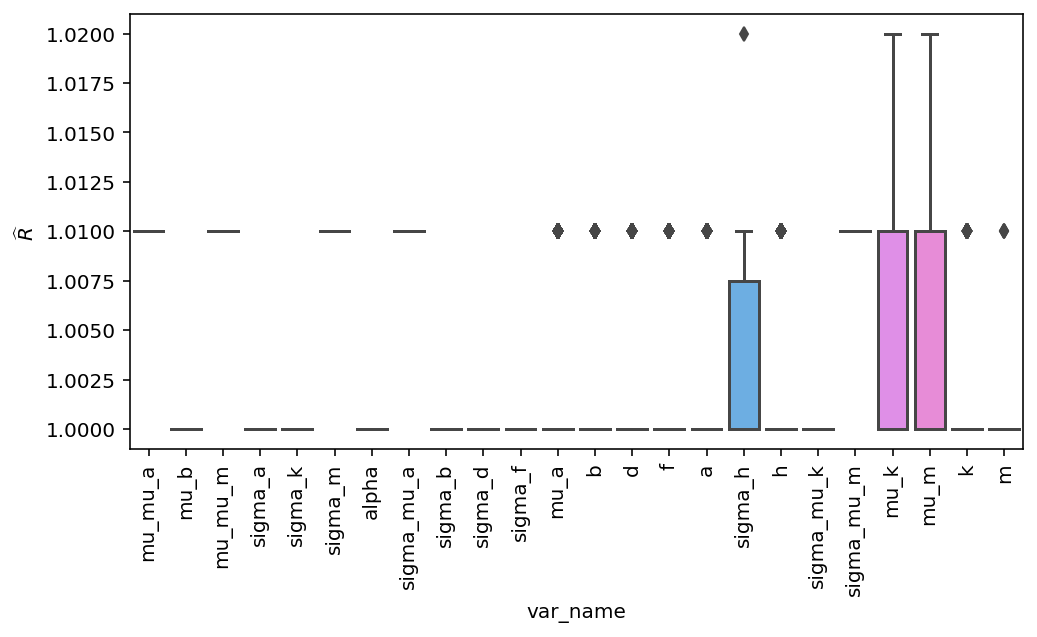 1.0200
1.0175
1.0150
1.0125
1.0100
1.0075
1.0050
1.0025
1.0000
R̂
mu_mu_a
mu_b
mu_mu_m
sigma_a
sigma_k
sigma_m
alpha
sigma_mu_a
sigma_b
sigma_d
sigma_f
mu_a
b
d
f
a
sigma_h
h
sigma_mu_k
sigma_mu_m
mu_k
mu_m
k
m
var_name